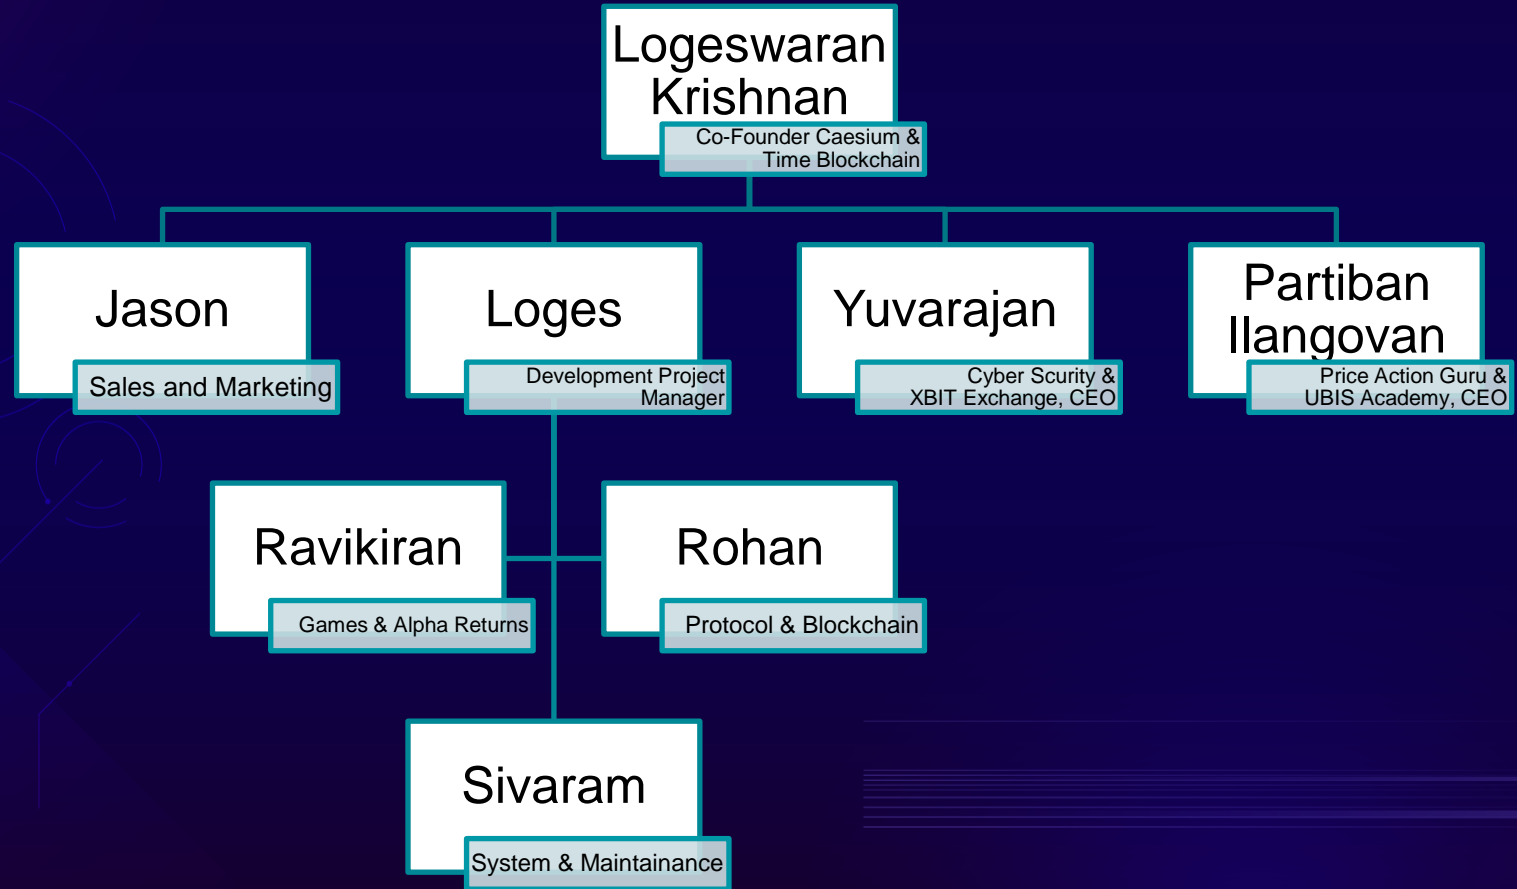 Logeswaran
Krishnan
Co-Founder Caesium &
Time Blockchain
Jason
Sales and Marketing
Loges
Development Project
Manager
Yuvarajan
Cyber Scurity &
XBIT Exchange, CEO
Partiban
Ilangovan
Price Action Guru &
UBIS Academy, CEO
Ravikiran
Games & Alpha Returns
Rohan
Protocol & Blockchain
Sivaram
System & Maintainance